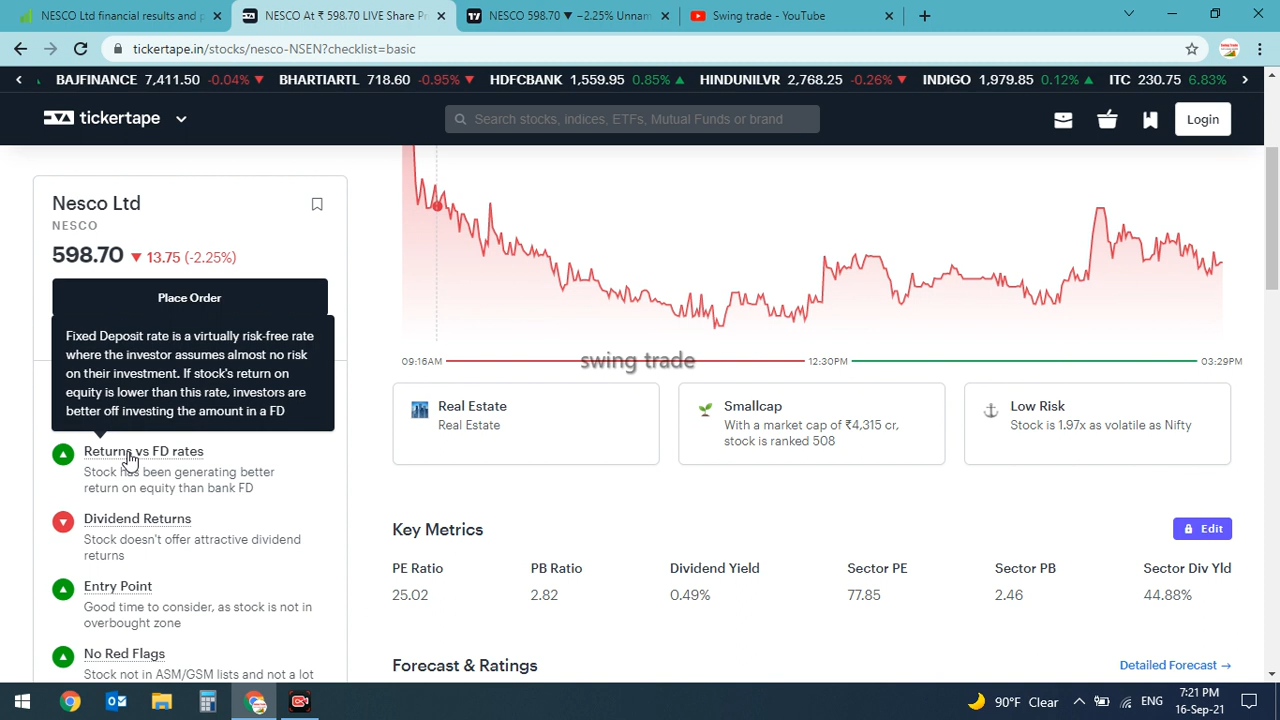 Ltd financial results and p
NESCO At ₹ 598.70 LIVE Share Pr
NESCO 598.70 ▼ −2.25% Unnam
Swing trade - YouTube
tickertape.in/stocks/nesco-NSEN?checklist=basic
BAJFINANCE 7,411.50 -0.04% ▼ BHARTIARTL 718.60 -0.95% ▼ HDFCBANK 1,559.95 0.85% ▲ HINDUNILVR 2,768.25 -0.26% ▼ INDIGO 1,979.85 0.12% ▲ ITC 230.75 6.83%
tickertape
Search stocks, indices, ETFs, Mutual Funds or brand
Login
Nesco Ltd
NESCO
598.70 ▼ 13.75 (-2.25%)
Place Order
Fixed Deposit rate is a virtually risk-free rate
where the investor assumes almost no risk
on their investment. If stock's return on
equity is lower than this rate, investors are
better off investing the amount in a FD
Returns vs FD rates
Stock has been generating better
return on equity than bank FD
Dividend Returns
Stock doesn't offer attractive dividend
returns
Entry Point
Good time to consider, as stock is not in
overbought zone
No Red Flags
Stock not in ASM/GSM lists and not a lot
09:16AM
12:30PM
03:29PM
swing trade
Real Estate
Real Estate
Smallcap
With a market cap of ₹4,315 cr,
stock is ranked 508
Low Risk
Stock is 1.97x as volatile as Nifty
Key Metrics
Edit
PE Ratio PB Ratio Dividend Yield Sector PE Sector PB Sector Div Yld
25.02 2.82 0.49% 77.85 2.46 44.88%
Forecast & Ratings
Detailed Forecast →
90°F Clear
ENG
7:21 PM
16-Sep-21